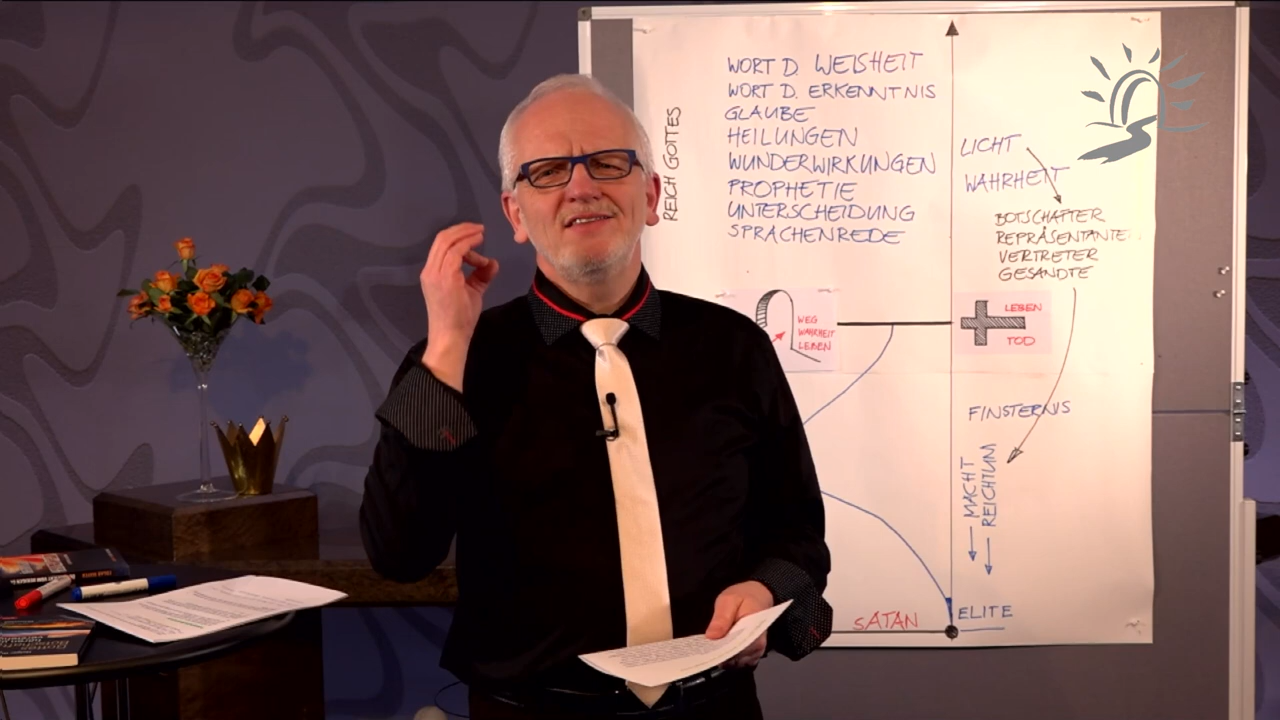 REICH GOTTES
WORT D. WEISHEIT
WORT D. ERKENNTNIS
GLAUBE
HEILUNGEN
WUNDERWIRKUNGEN
PROPHETIE
UNTERSCHEIDUNG
SPRACHENREDE
LICHT
WAHRHEIT
BOTSCHAFTER
REPRÄSENTANTE
VERTRETER
GESANDTE
WEG
WAHRHEIT
LEBEN
LEBEN
TOD
FINSTERNIS
MACHT
REICHTUM
SATAN
ELITE